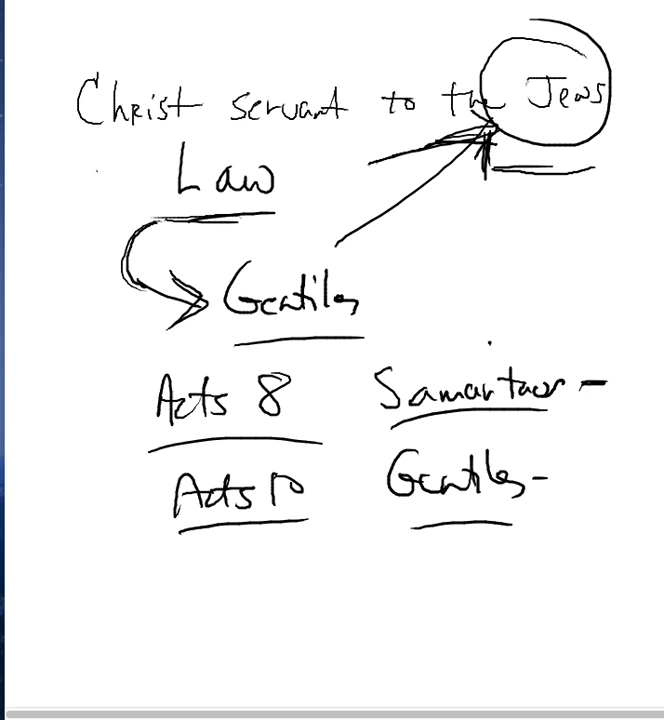 Christ servant to the Jews
Law
Gentiles
Acts 8 Samaritans -
Acts 10 Gentiles -